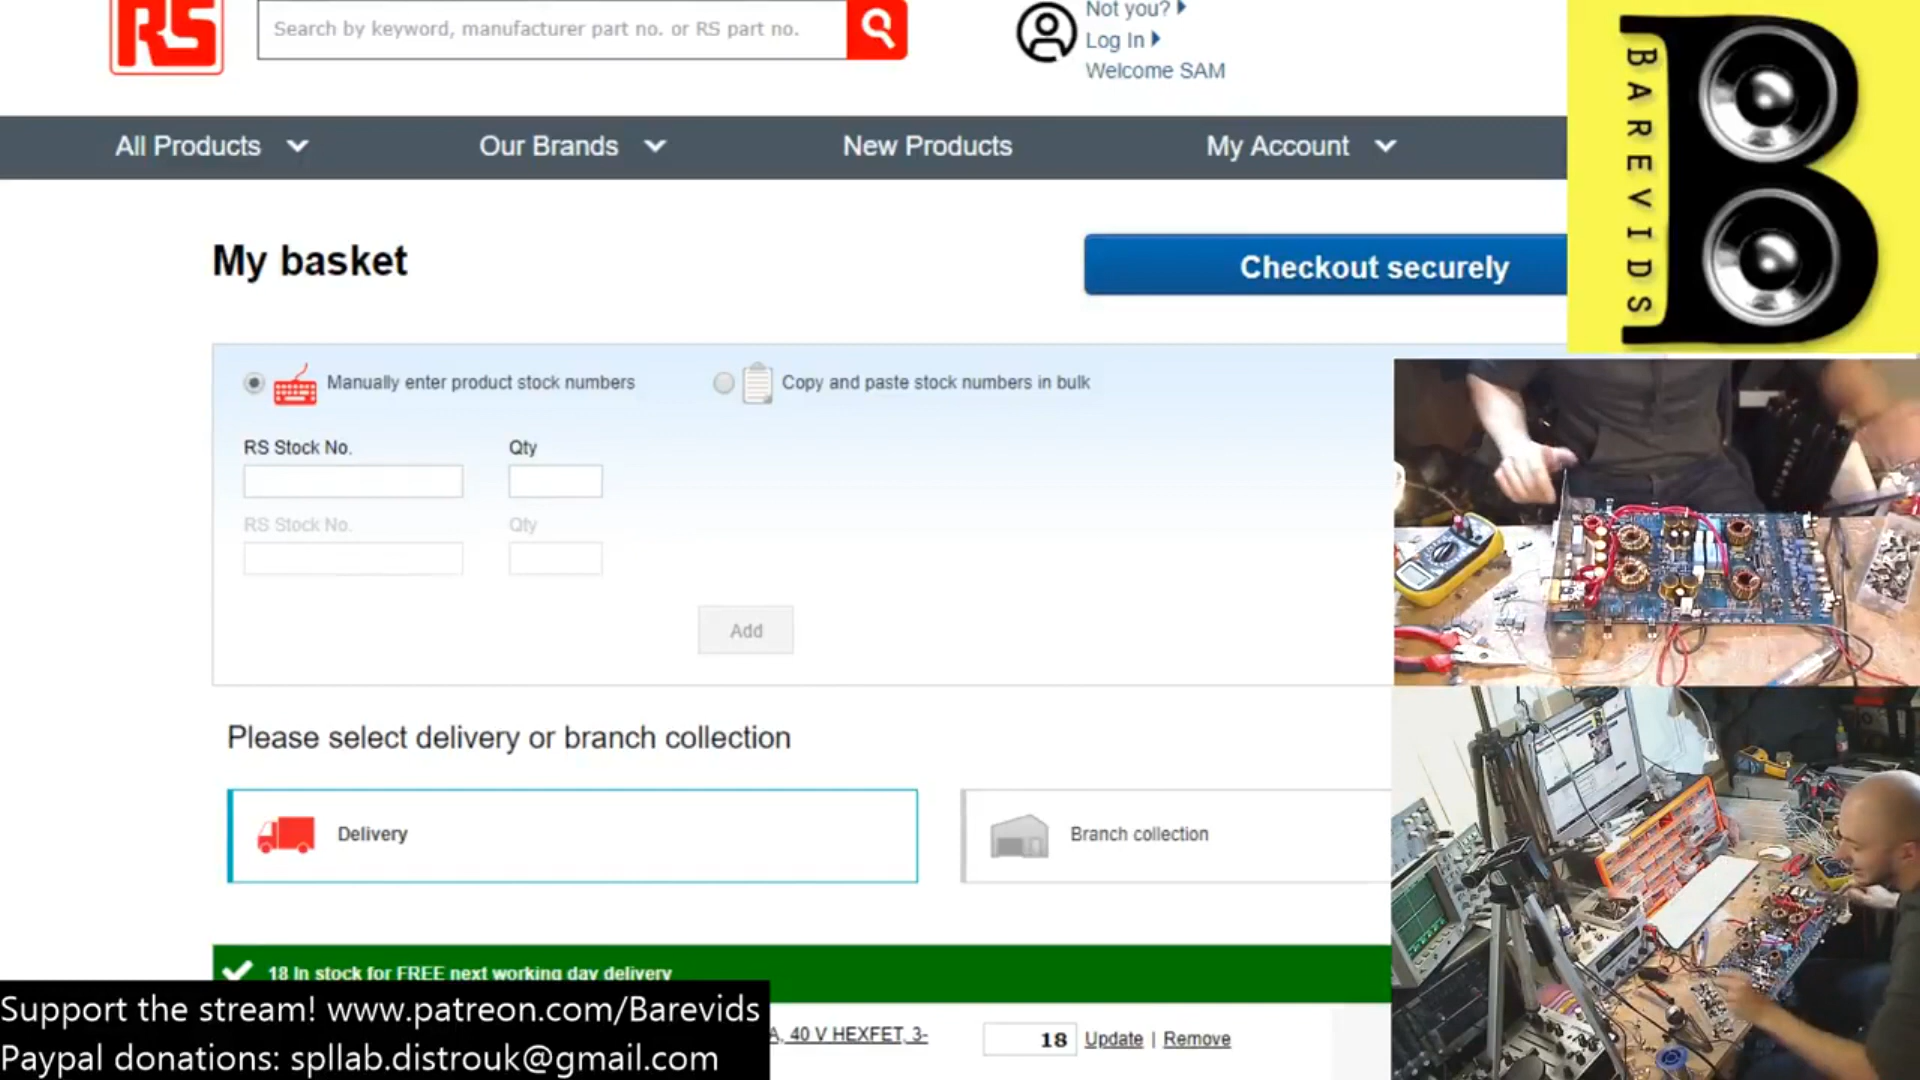 RS
Search by keyword, manufacturer part no. or RS part no.
Not you?
Log In
Welcome SAM
All Products
Our Brands
New Products
My Account
My basket
Checkout securely
BAREVIDS
Manually enter product stock numbers
Copy and paste stock numbers in bulk
RS Stock No.
Qty
RS Stock No.
Qty
Add
Please select delivery or branch collection
Delivery
Branch collection
18 In stock for FREE next working day delivery
Support the stream! www.patreon.com/Barevids
Paypal donations: spllab.distrouk@gmail.com
A, 40 V HEXFET, 3-
18
Update | Remove